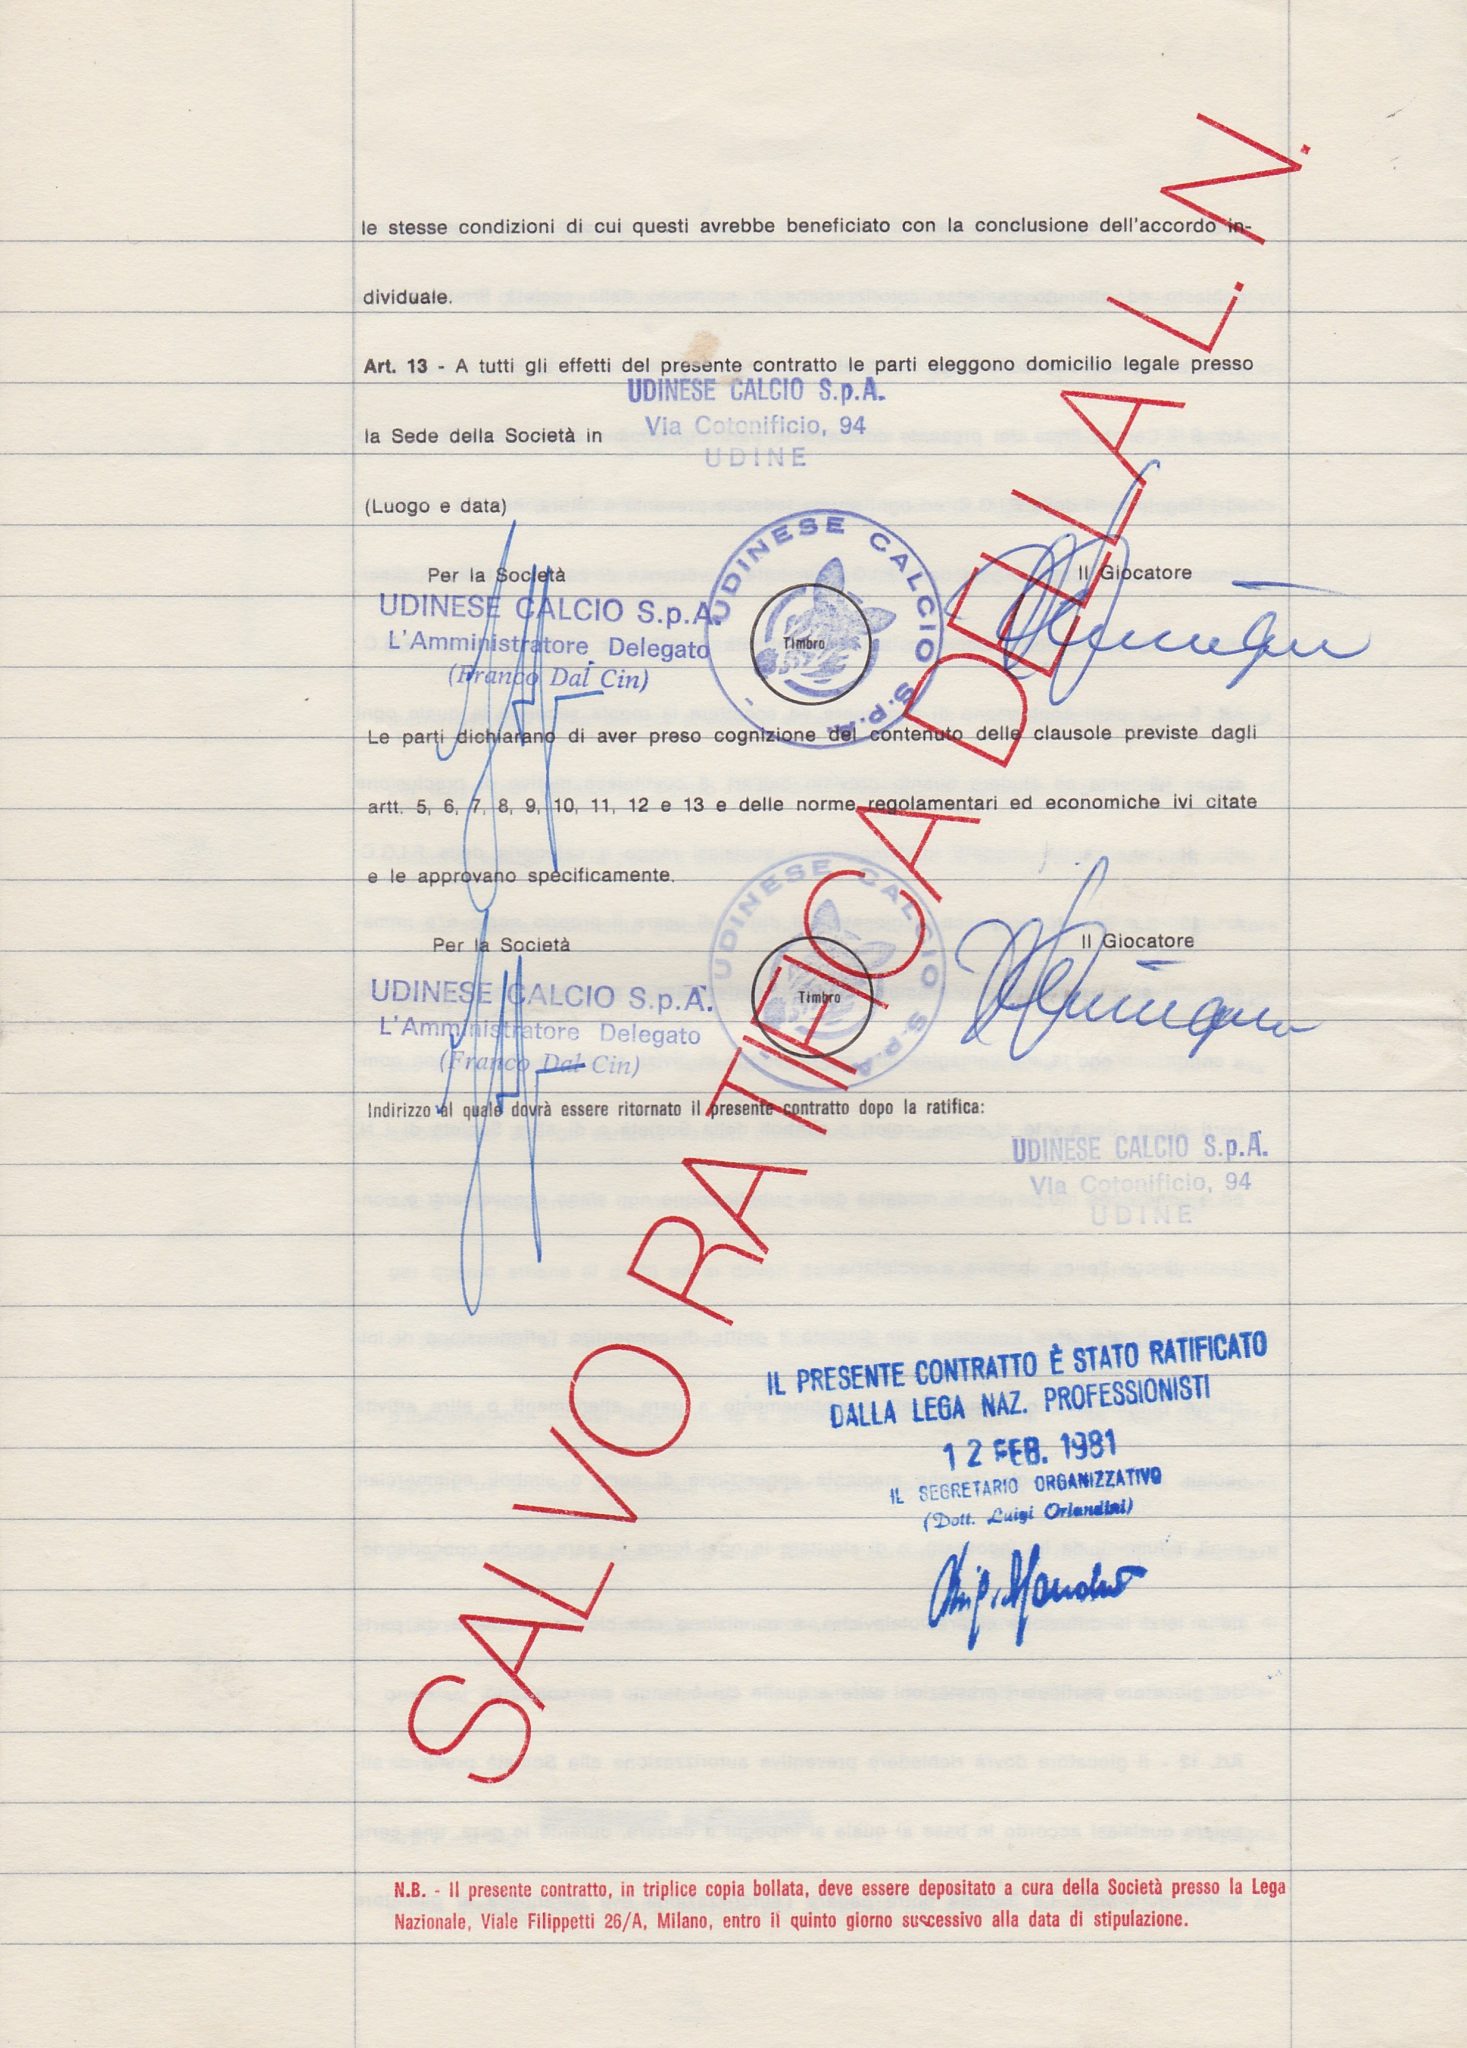 le stesse condizioni di cui questi avrebbe beneficiato con la conclusione dell'accordo in-
dividuale.
Art. 13 - A tutti gli effetti del presente contratto le parti eleggono domicilio legale presso
UDINESE CALCIO S.p.A.
la Sede della Società in Via Cotonificio, 94
UDINE
(Luogo e data)
Per la Società
Il Giocatore
UDINESE CALCIO S.p.A.
L'Amministratore Delegato
(Franco Dal Cin)
UDINESE CALCIO S.p.A.
Timbro
Le parti dichiarano di aver preso cognizione del contenuto delle clausole previste dagli
artt. 5, 6, 7, 8, 9, 10, 11, 12 e 13 e delle norme regolamentari ed economiche ivi citate
e le approvano specificamente.
Per la Società
Il Giocatore
UDINESE CALCIO S.p.A.
L'Amministratore Delegato
(Franco Dal Cin)
UDINESE CALCIO S.p.A.
Timbro
Indirizzo al quale dovrà essere ritornato il presente contratto dopo la ratifica:
UDINESE CALCIO S.p.A.
Via Cotonificio, 94
UDINE
SALVO RATIFICA DELLA L.N.
IL PRESENTE CONTRATTO È STATO RATIFICATO
DALLA LEGA NAZ. PROFESSIONISTI
12 FEB. 1981
IL SEGRETARIO ORGANIZZATIVO
(Dott. Luigi Orlandini)
N.B. - Il presente contratto, in triplice copia bollata, deve essere depositato a cura della Società presso la Lega
Nazionale, Viale Filippetti 26/A, Milano, entro il quinto giorno successivo alla data di stipulazione.